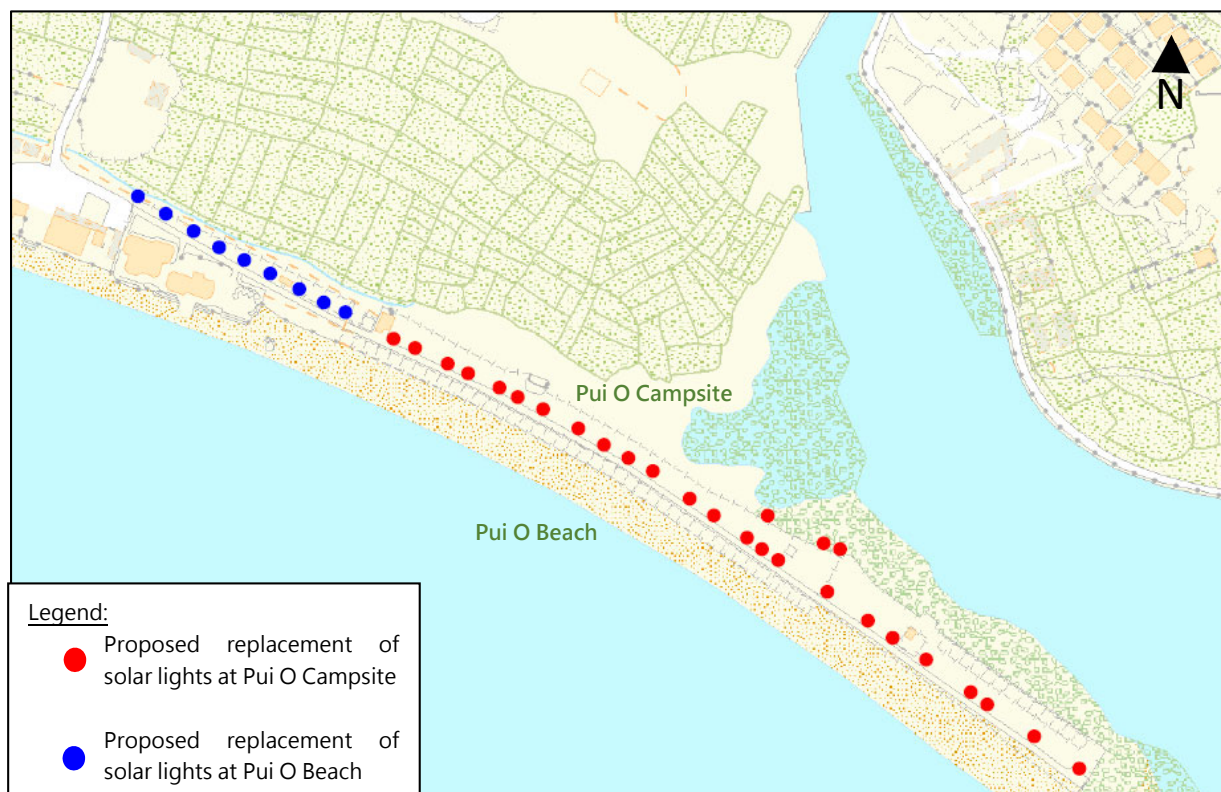 N
Pui O Campsite
Pui O Beach
Legend:
Proposed replacement of
solar lights at Pui O Campsite
Proposed replacement of
solar lights at Pui O Beach